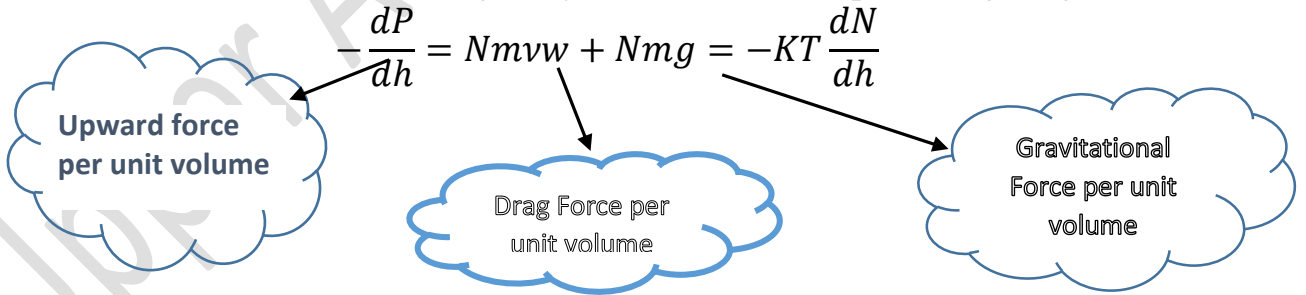 −dP/dh = Nmvw + Nmg = −KT dN/dh
Upward force
per unit volume
Drag Force per
unit volume
Gravitational
Force per unit
volume